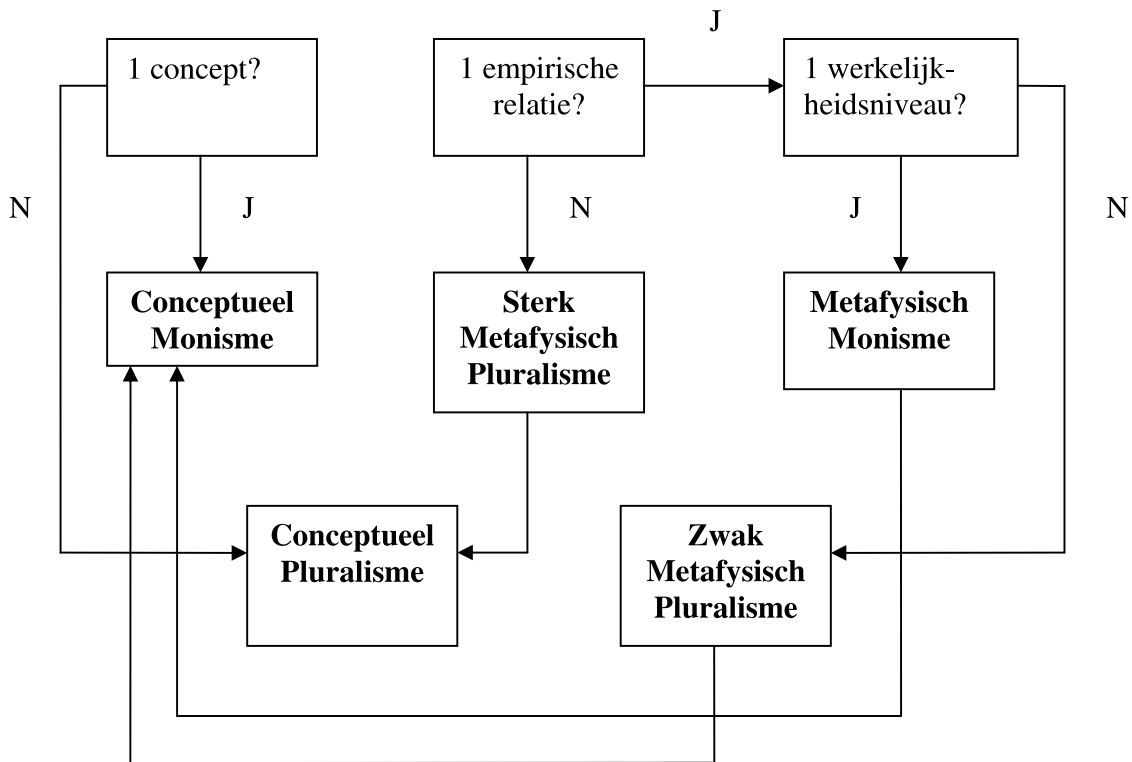 J
1 concept?
1 empirische
relatie?
1 werkelijk-
heidsniveau?
N
J
N
J
N
Conceptueel
Monisme
Sterk
Metafysisch
Pluralisme
Metafysisch
Monisme
Conceptueel
Pluralisme
Zwak
Metafysisch
Pluralisme